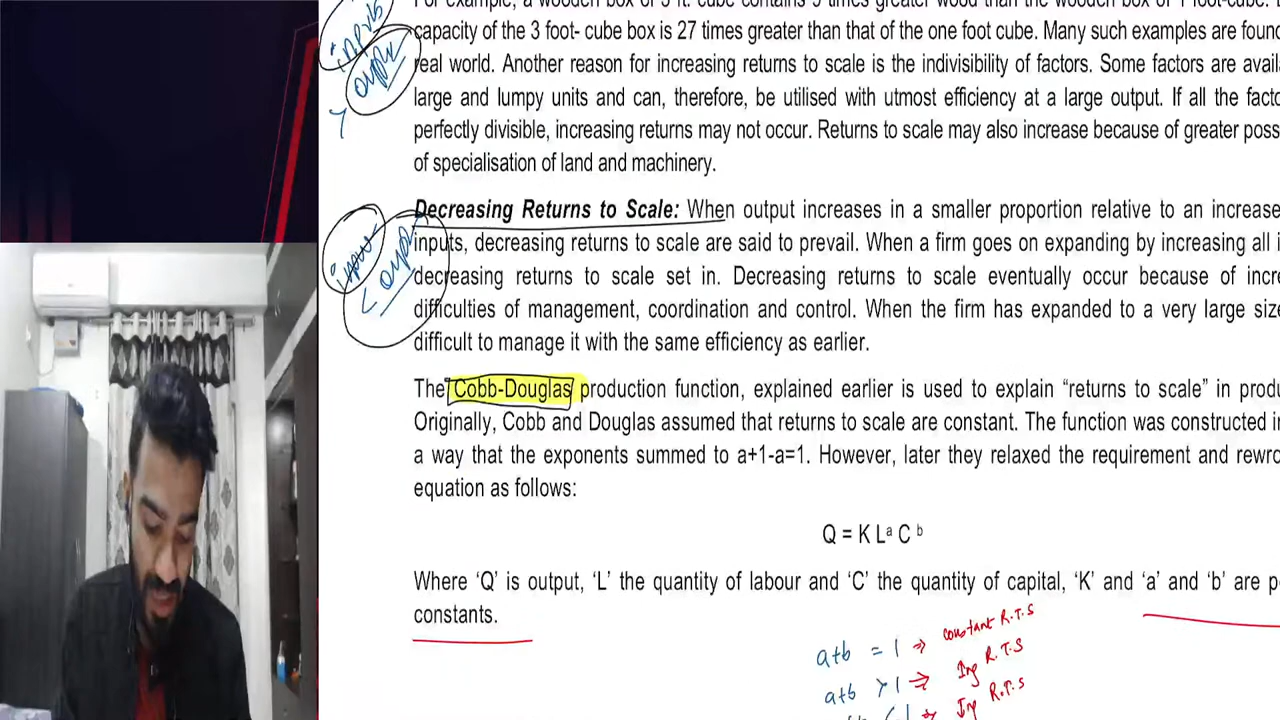 For example, a wooden box of 3 ft. cube contains 9 times greater wood than the wooden box of 1 foot-cube.
capacity of the 3 foot- cube box is 27 times greater than that of the one foot cube. Many such examples are found
real world. Another reason for increasing returns to scale is the indivisibility of factors. Some factors are avail
large and lumpy units and can, therefore, be utilised with utmost efficiency at a large output. If all the facto
perfectly divisible, increasing returns may not occur. Returns to scale may also increase because of greater poss
of specialisation of land and machinery.
Decreasing Returns to Scale: When output increases in a smaller proportion relative to an increase
inputs, decreasing returns to scale are said to prevail. When a firm goes on expanding by increasing all i
decreasing returns to scale set in. Decreasing returns to scale eventually occur because of incre
difficulties of management, coordination and control. When the firm has expanded to a very large size
difficult to manage it with the same efficiency as earlier.
The Cobb-Douglas production function, explained earlier is used to explain “returns to scale” in produ
Originally, Cobb and Douglas assumed that returns to scale are constant. The function was constructed i
a way that the exponents summed to a+1-a=1. However, later they relaxed the requirement and rewro
equation as follows:
Q = K Lᵃ C ᵇ
Where ‘Q’ is output, ‘L’ the quantity of labour and ‘C’ the quantity of capital, ‘K’ and ‘a’ and ‘b’ are p
constants.
a+b = 1 ⇒ constant R.T.S
a+b > 1 ⇒ Ing R.T.S